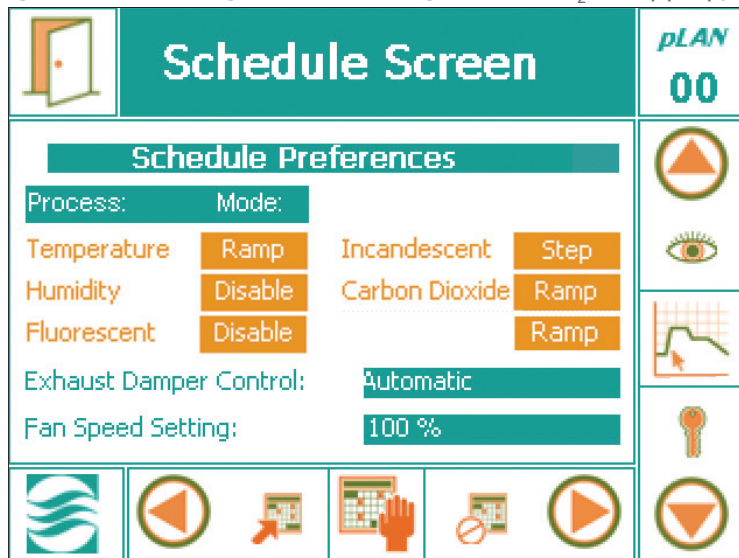 Schedule Screen
pLAN
00
Schedule Preferences
Process: Mode:
Temperature Ramp Incandescent Step
Humidity Disable Carbon Dioxide Ramp
Fluorescent Disable Ramp
Exhaust Damper Control: Automatic
Fan Speed Setting: 100 %